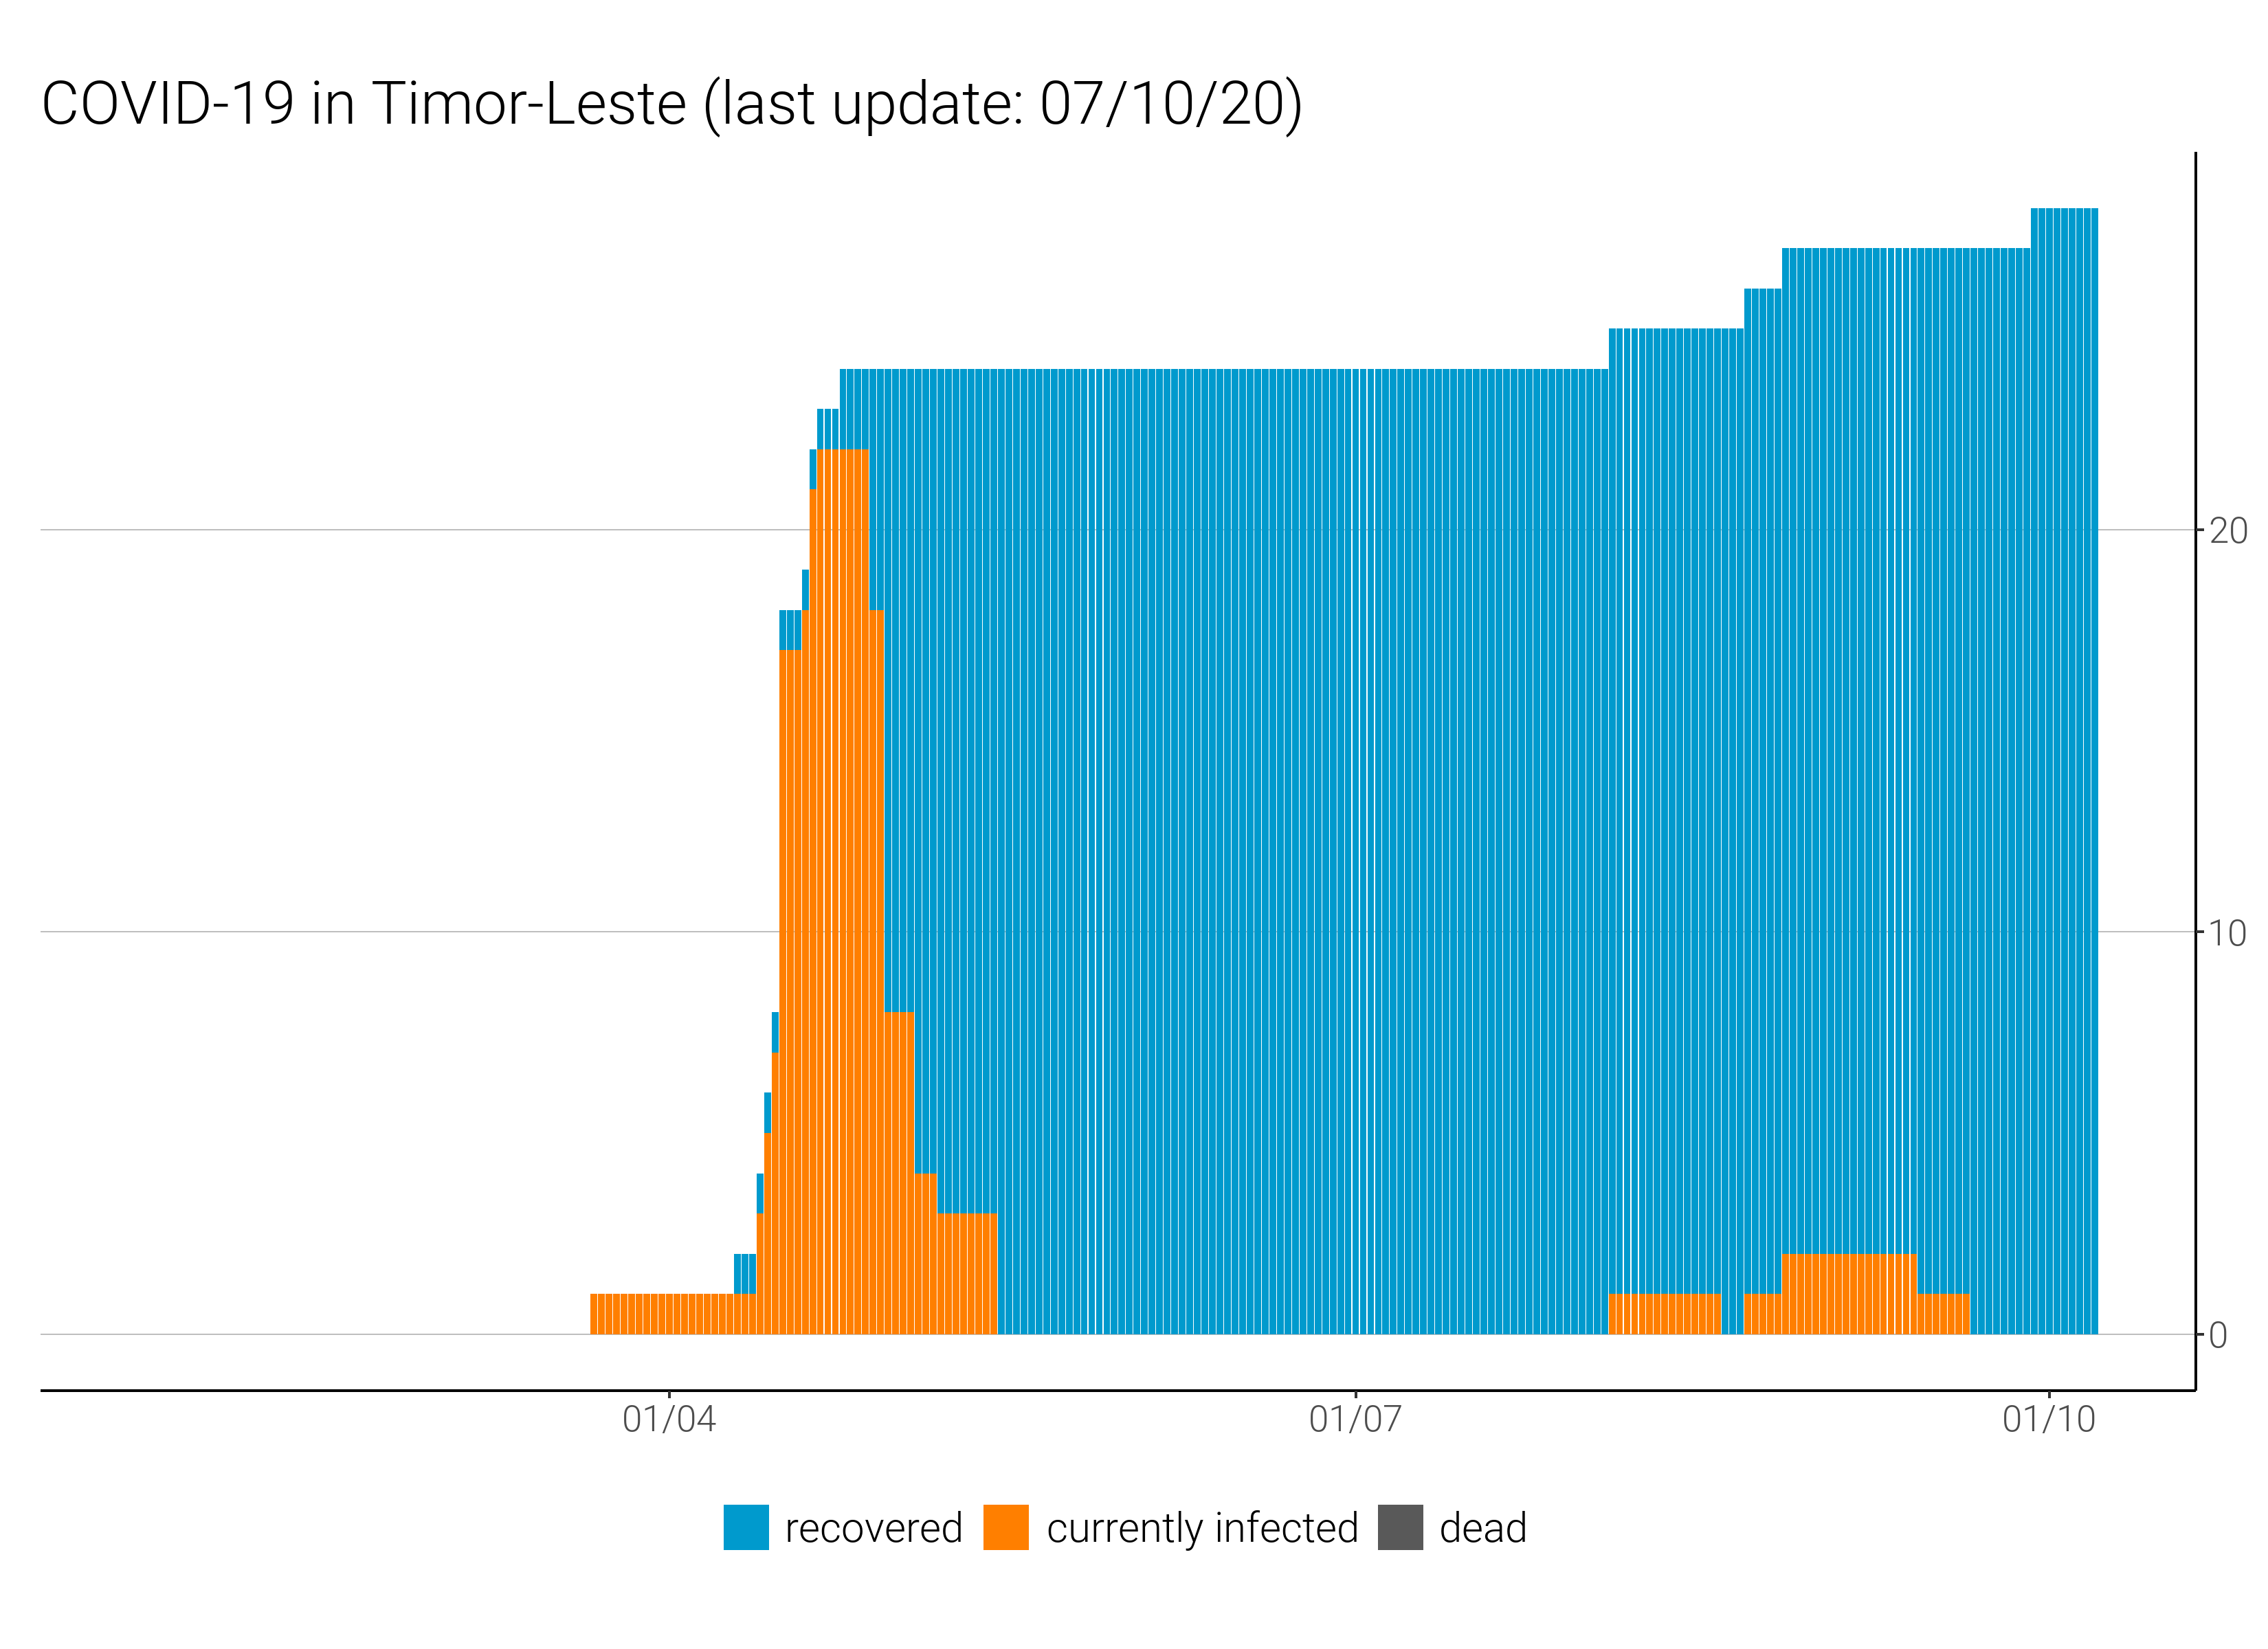 COVID-19 in Timor-Leste (last update: 07/10/20)
20
10
0
01/04 01/07 01/10
recovered currently infected dead